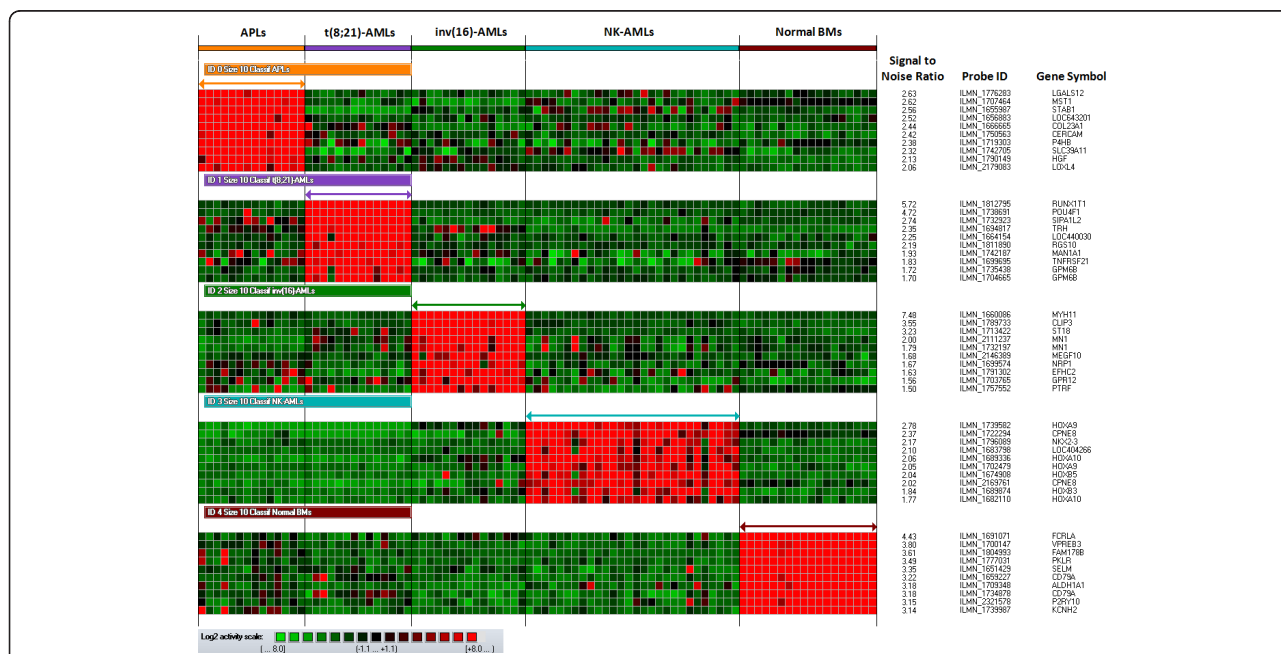 APLs t(8;21)-AMLs inv(16)-AMLs NK-AMLs Normal BMs
Signal to Noise Ratio Probe ID Gene Symbol
ID 0 Size 10 Classif APLs
2.63 ILMN_1776283 LGALS12
2.62 ILMN_1707464 MST1
2.56 ILMN_1655987 STAB1
2.52 ILMN_1656883 LOC643201
2.44 ILMN_1666665 COL23A1
2.42 ILMN_1750563 CERCAM
2.38 ILMN_1719303 P4HB
2.32 ILMN_1742705 SLC39A11
2.13 ILMN_1790149 HGF
2.06 ILMN_2179083 LOXL4
ID 1 Size 10 Classif t(8;21)-AMLs
5.72 ILMN_1812795 RUNX1T1
4.72 ILMN_1738691 POU4F1
2.74 ILMN_1732923 SIPA1L2
2.35 ILMN_1694817 TRH
2.25 ILMN_1664154 LOC440030
2.19 ILMN_1811890 RGS10
1.93 ILMN_1742187 MAN1A1
1.83 ILMN_1699695 TNFRSF21
1.72 ILMN_1735438 GPM6B
1.70 ILMN_1704665 GPM6B
ID 2 Size 10 Classif inv(16)-AMLs
7.48 ILMN_1660086 MYH11
3.55 ILMN_1789733 CLIP3
3.23 ILMN_1713422 ST18
2.00 ILMN_2111237 MN1
1.79 ILMN_1732197 MN1
1.68 ILMN_2146389 MEGF10
1.67 ILMN_1699574 NRP1
1.63 ILMN_1791302 EFHC2
1.56 ILMN_1703765 GPR12
1.50 ILMN_1757552 PTRF
ID 3 Size 10 Classif NK-AMLs
2.78 ILMN_1739582 HOXA9
2.37 ILMN_1722294 CPNE8
2.17 ILMN_1796089 NKX2-3
2.10 ILMN_1683798 LOC404266
2.06 ILMN_1689336 HOXA10
2.05 ILMN_1702479 HOXA9
2.04 ILMN_1674908 HOXB5
2.02 ILMN_2169761 CPNE8
1.84 ILMN_1689874 HOXB3
1.77 ILMN_1682110 HOXA10
ID 4 Size 10 Classif Normal BMs
4.43 ILMN_1691071 FCRLA
3.80 ILMN_1700147 VPREB3
3.61 ILMN_1804993 FAM178B
3.49 ILMN_1777031 PKLR
3.35 ILMN_1651429 SELM
3.22 ILMN_1659227 CD79A
3.18 ILMN_1709348 ALDH1A1
3.18 ILMN_1734878 CD79A
3.15 ILMN_2321578 P2RY10
3.14 ILMN_1739987 KCNH2
Log2 activity scale:
( ... 8.0] (-1.1 ... +1.1) [+8.0 ... )